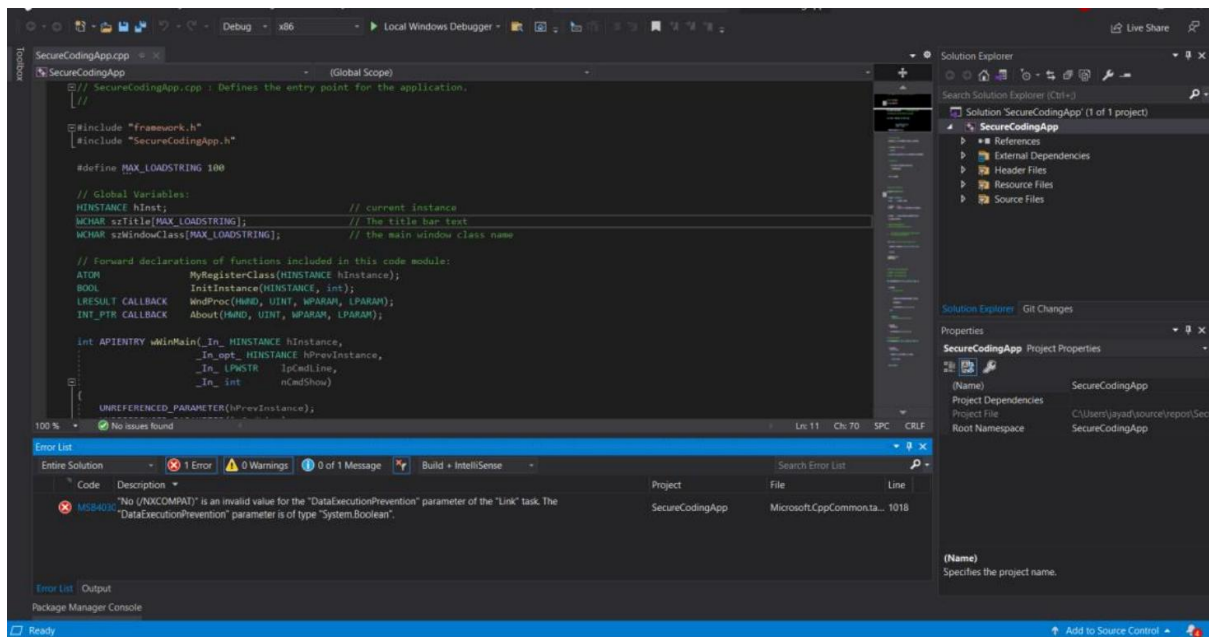 Debug x86 Local Windows Debugger Live Share
Toolbox
SecureCodingApp.cpp
SecureCodingApp (Global Scope)
// SecureCodingApp.cpp : Defines the entry point for the application.
//
#include "framework.h"
#include "SecureCodingApp.h"
#define MAX_LOADSTRING 100
// Global Variables:
HINSTANCE hInst; // current instance
WCHAR szTitle[MAX_LOADSTRING]; // The title bar text
WCHAR szWindowClass[MAX_LOADSTRING]; // the main window class name
// Forward declarations of functions included in this code module:
ATOM MyRegisterClass(HINSTANCE hInstance);
BOOL InitInstance(HINSTANCE, int);
LRESULT CALLBACK WndProc(HWND, UINT, WPARAM, LPARAM);
INT_PTR CALLBACK About(HWND, UINT, WPARAM, LPARAM);
int APIENTRY wWinMain(_In_ HINSTANCE hInstance,
_In_opt_ HINSTANCE hPrevInstance,
_In_ LPWSTR lpCmdLine,
_In_ int nCmdShow)
{
UNREFERENCED_PARAMETER(hPrevInstance);
100 % No issues found Ln: 11 Ch: 70 SPC CRLF
Error List
Entire Solution 1 Error 0 Warnings 0 of 1 Message Build + IntelliSense Search Error List
Code Description Project File Line
"No (/NXCOMPAT)" is an invalid value for the "DataExecutionPrevention" parameter of the "Link" task. The
"DataExecutionPrevention" parameter is of type "System.Boolean". SecureCodingApp Microsoft.CppCommon.ta... 1018
Error List Output
Package Manager Console
Ready Add to Source Control
Solution Explorer
Search Solution Explorer (Ctrl+;)
Solution 'SecureCodingApp' (1 of 1 project)
SecureCodingApp
References
External Dependencies
Header Files
Resource Files
Source Files
Solution Explorer Git Changes
Properties
SecureCodingApp Project Properties
(Name) SecureCodingApp
Project Dependencies
Project File C:\Users\jayad\source\repos\Sec
Root Namespace SecureCodingApp
(Name)
Specifies the project name.